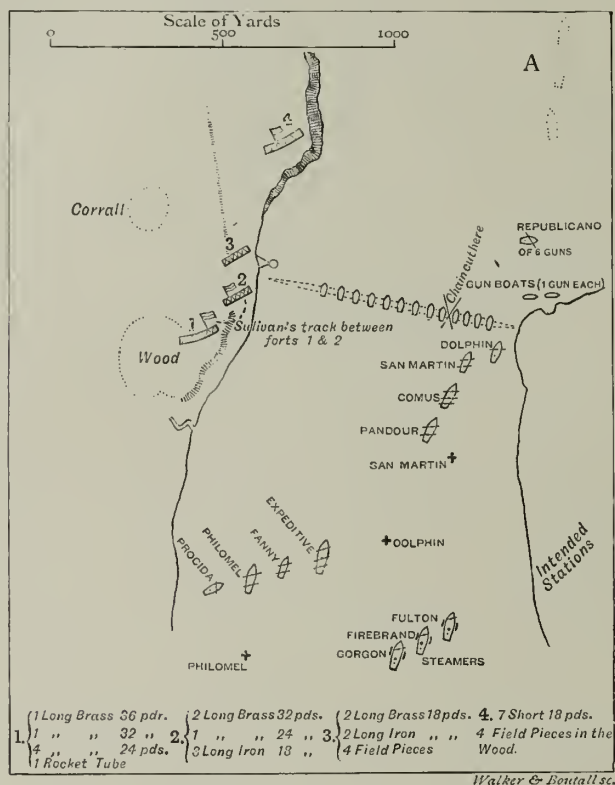 Scale of Yards
0 500 1000
A
4
Corrall
3
2
1
Wood
Sulivan's track between
forts 1 & 2
Chain cut here
REPUBLICANO
OF 6 GUNS
GUN BOATS (1 GUN EACH)
DOLPHIN
SAN MARTIN
COMUS
PANDOUR
SAN MARTIN
DOLPHIN
EXPEDITIVE
FANNY
PHILOMEL
PROCIDA
Intended
Stations
FULTON
FIREBRAND
GORGON STEAMERS
PHILOMEL
1. 1 Long Brass 36 pdr.
1 „ „ 32 „
4 „ „ 24 pds.
1 Rocket Tube
2. 2 Long Brass 32 pds.
1 „ „ 24 „
3 Long Iron 18 „
3. 2 Long Brass 18 pds.
2 Long Iron „ „
4 Field Pieces
4. 7 Short 18 pds.
4 Field Pieces in the
Wood.
Walker & Boutall sc.